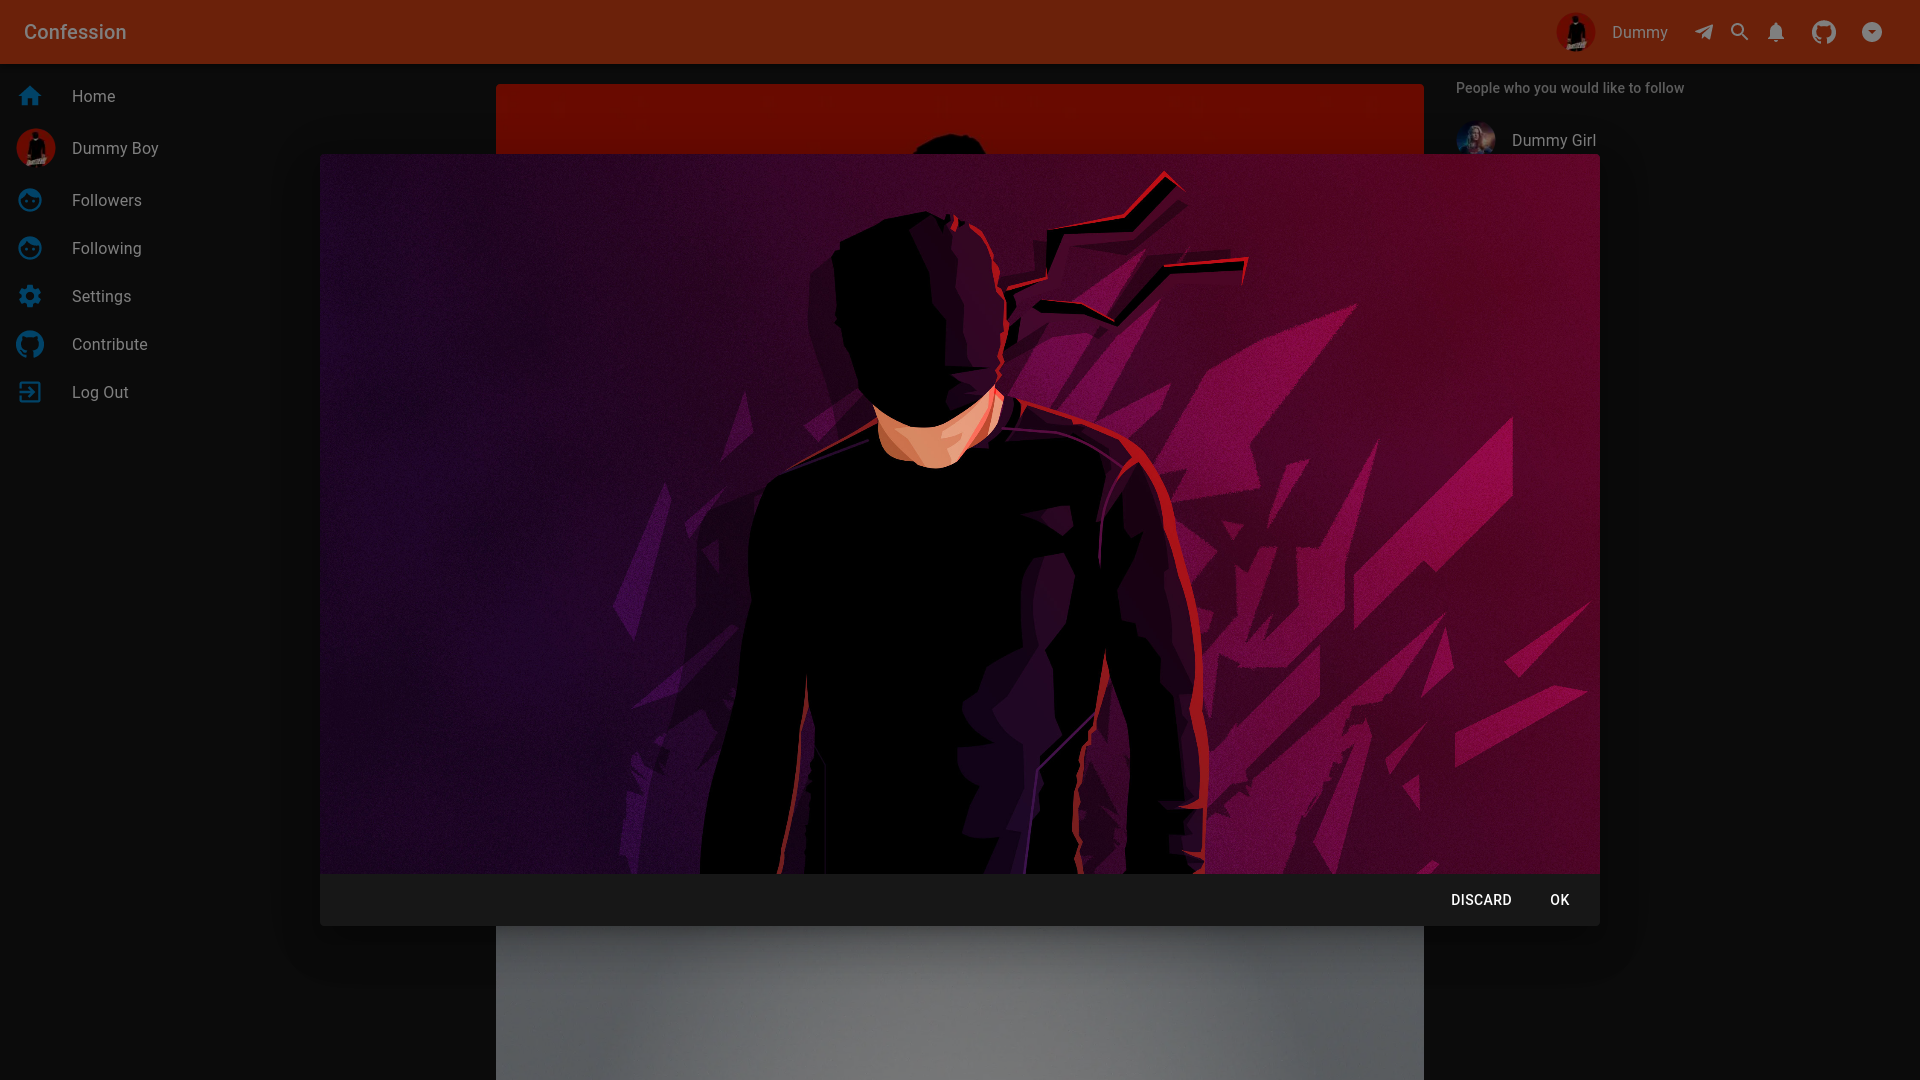 Confession
Dummy
Home
Dummy Boy
Followers
Following
Settings
Contribute
Log Out
People who you would like to follow
Dummy Girl
DISCARD
OK